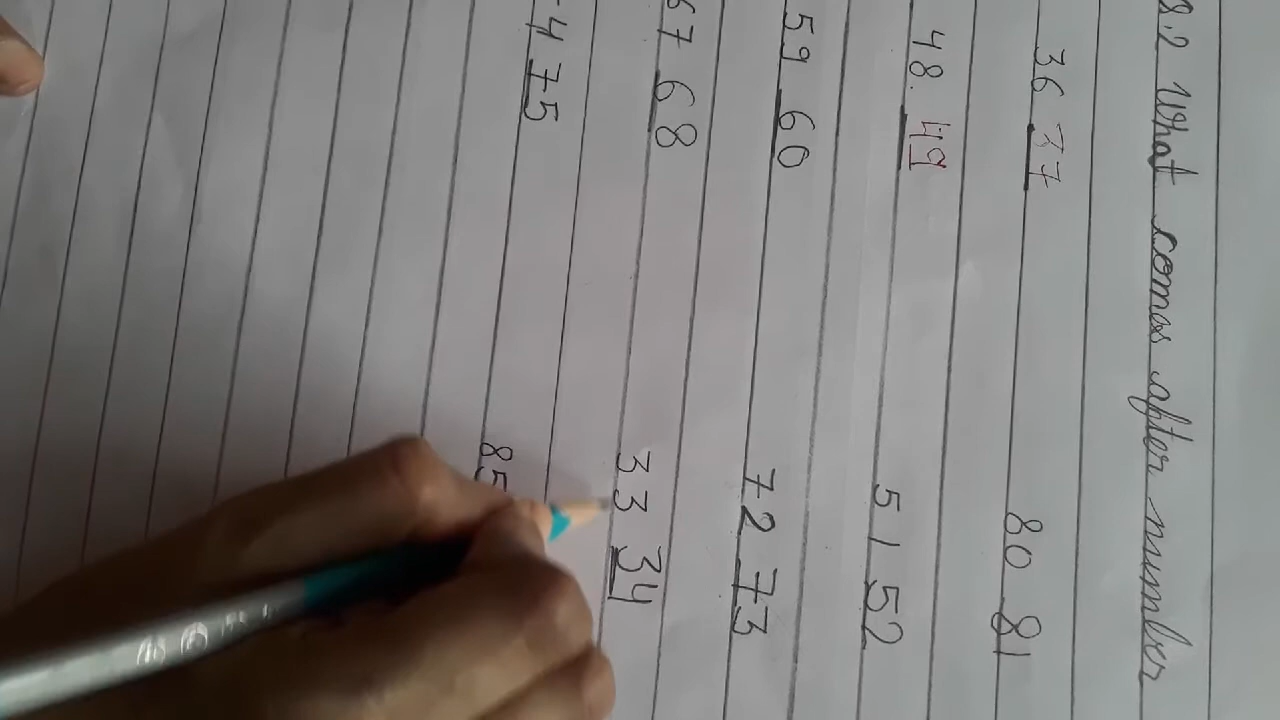 s.2 What comes after number
36 37 80 81
48. 49 51 52
59 60 72 73
67 68 33 34
74 75 85